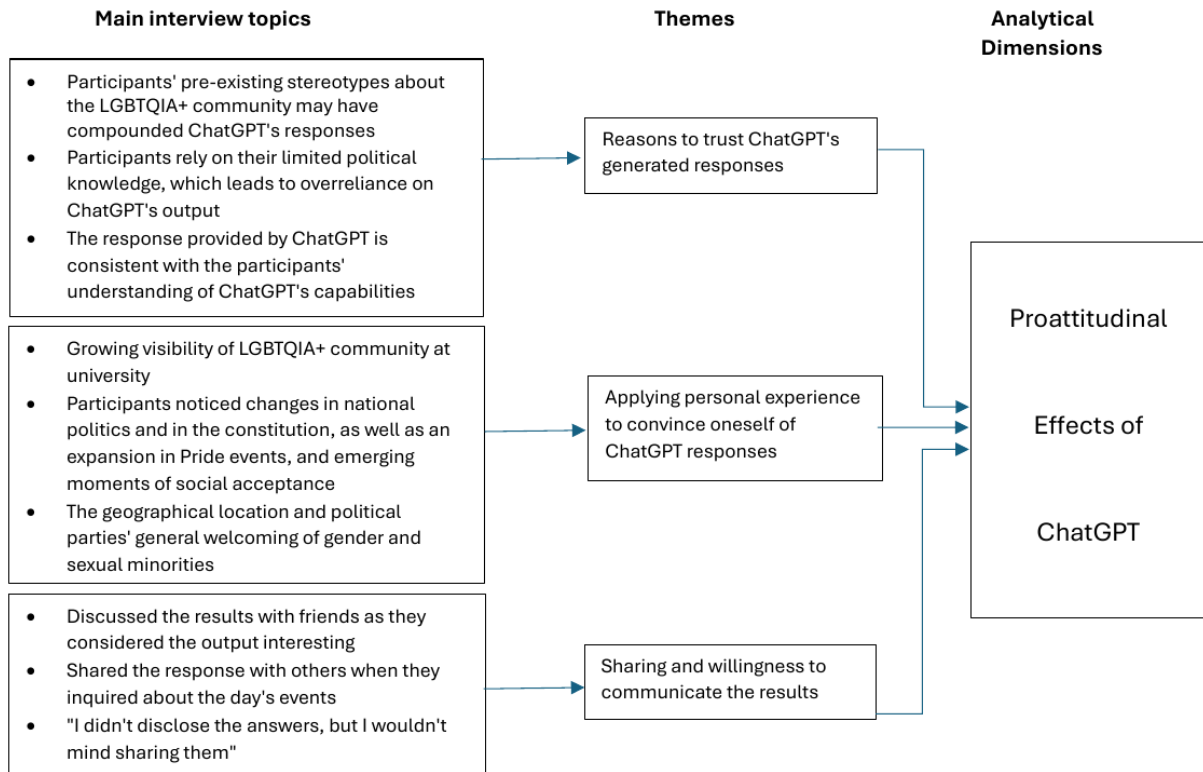 Main interview topics
Themes
Analytical
Dimensions
• Participants' pre-existing stereotypes about
the LGBTQIA+ community may have
compounded ChatGPT's responses
• Participants rely on their limited political
knowledge, which leads to overreliance on
ChatGPT's output
• The response provided by ChatGPT is
consistent with the participants'
understanding of ChatGPT's capabilities
Reasons to trust ChatGPT's
generated responses
• Growing visibility of LGBTQIA+ community at
university
• Participants noticed changes in national
politics and in the constitution, as well as an
expansion in Pride events, and emerging
moments of social acceptance
• The geographical location and political
parties' general welcoming of gender and
sexual minorities
Applying personal experience
to convince oneself of
ChatGPT responses
• Discussed the results with friends as they
considered the output interesting
• Shared the response with others when they
inquired about the day's events
• "I didn't disclose the answers, but I wouldn't
mind sharing them"
Sharing and willingness to
communicate the results
Proattitudinal
Effects of
ChatGPT